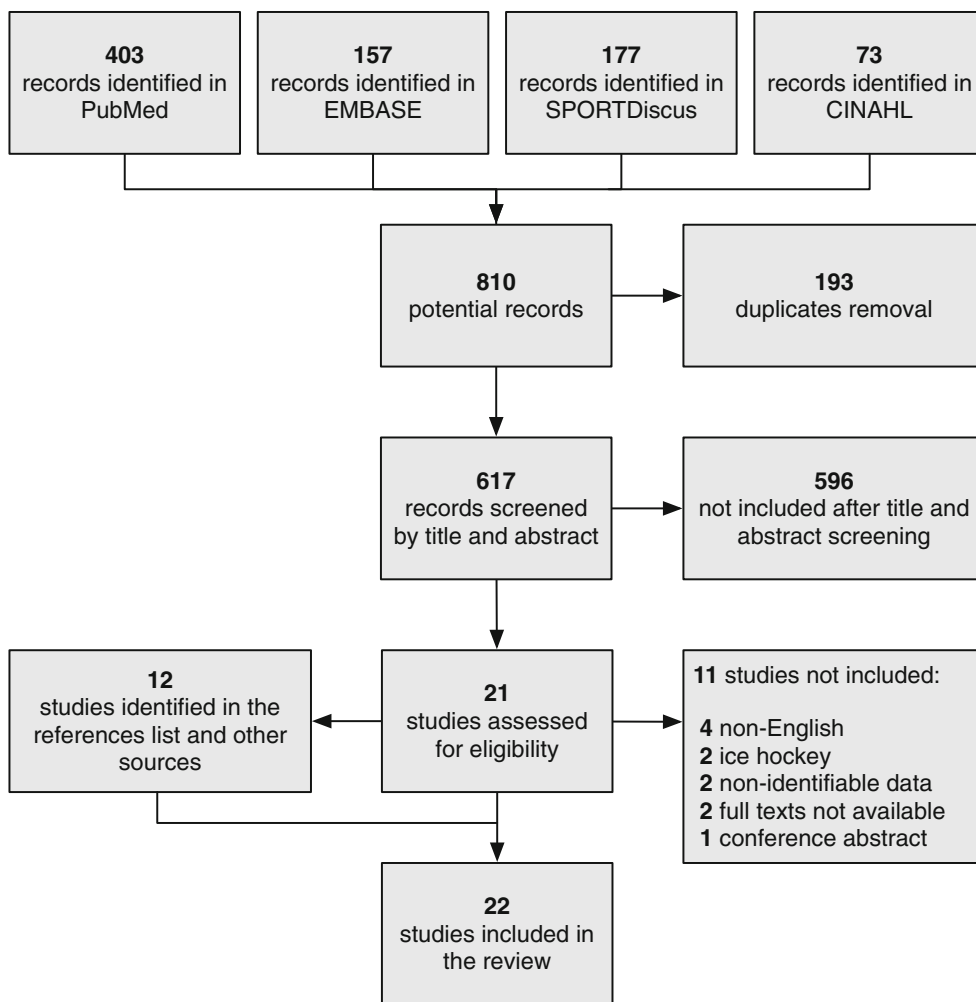 403
records identified in
PubMed
157
records identified in
EMBASE
177
records identified in
SPORTDiscus
73
records identified in
CINAHL
810
potential records
193
duplicates removal
617
records screened
by title and abstract
596
not included after title and
abstract screening
12
studies identified in the
references list and other
sources
21
studies assessed
for eligibility
11 studies not included:
4 non-English
2 ice hockey
2 non-identifiable data
2 full texts not available
1 conference abstract
22
studies included in
the review